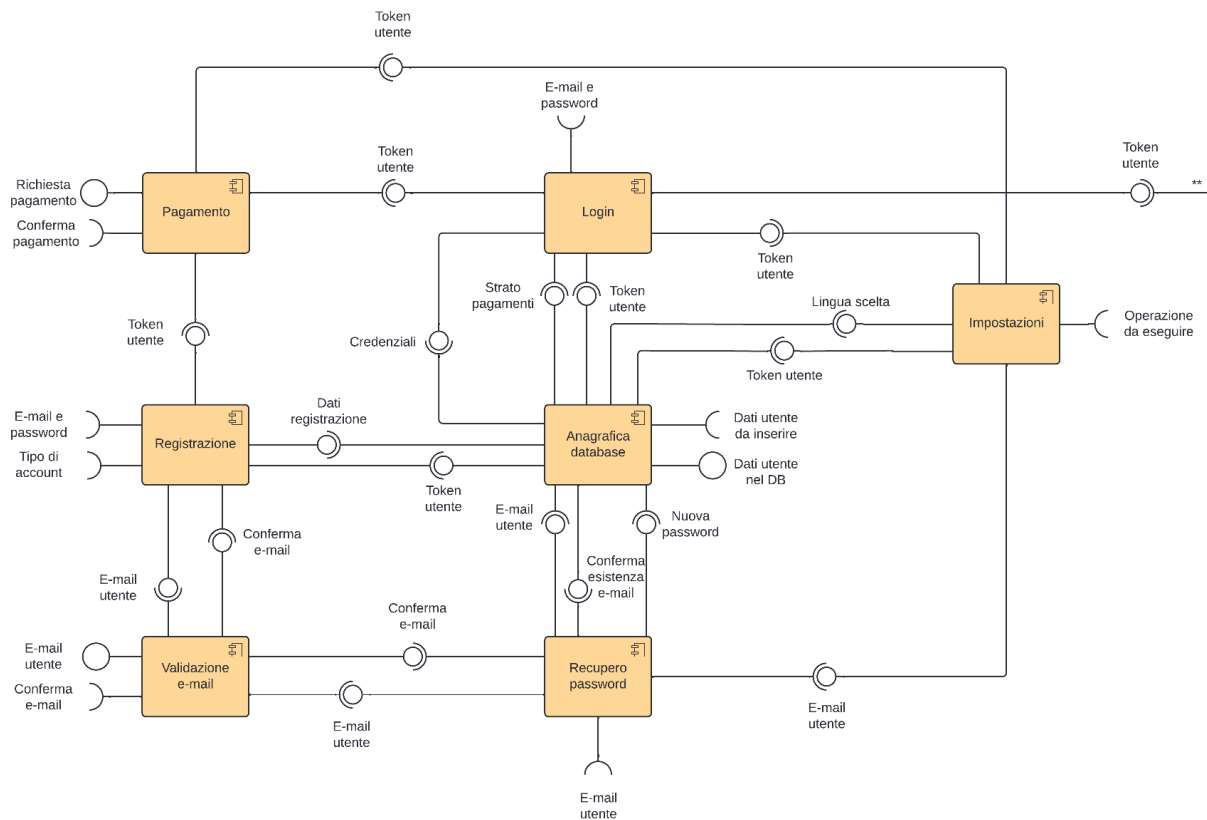 Token
utente
E-mail e
password
Token
utente
Token
utente
Richiesta
pagamento
**
Pagamento
Login
Conferma
pagamento
Token
utente
Strato
pagamenti
Token
utente
Lingua scelta
Operazione
da eseguire
Impostazioni
Token
utente
Credenziali
Token utente
Dati
registrazione
E-mail e
password
Dati utente
da inserire
Registrazione
Anagrafica
database
Tipo di
account
Dati utente
nel DB
Token
utente
E-mail
utente
Nuova
password
Conferma
e-mail
Conferma
esistenza
e-mail
E-mail
utente
Conferma
e-mail
E-mail
utente
Validazione
e-mail
Recupero
password
Conferma
e-mail
E-mail
utente
E-mail
utente
E-mail
utente